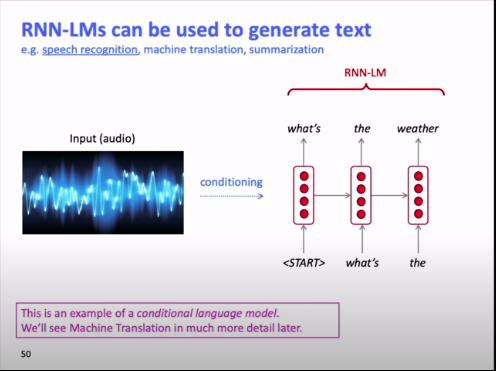 RNN-LMs can be used to generate text
e.g. speech recognition, machine translation, summarization
RNN-LM
Input (audio)
what's the weather
conditioning
<START> what's the
This is an example of a conditional language model.
We'll see Machine Translation in much more detail later.
50